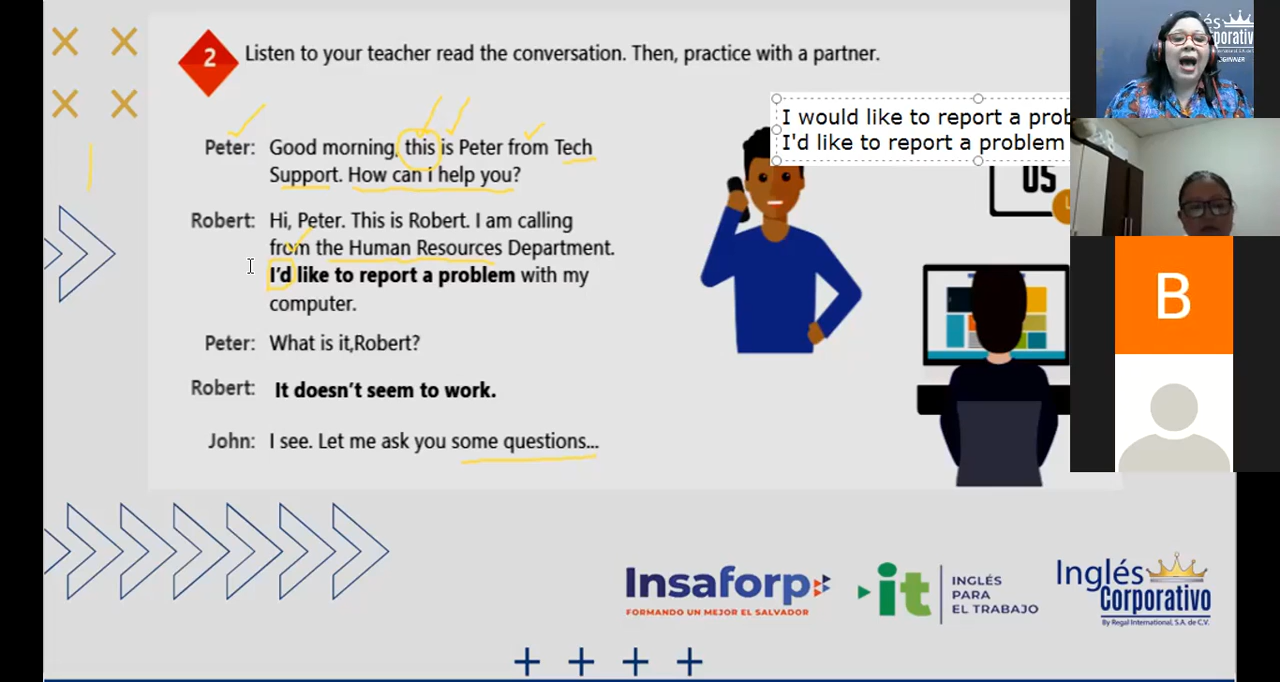 2 Listen to your teacher read the conversation. Then, practice with a partner.
I would like to report a prob
I'd like to report a problem
Peter: Good morning, this is Peter from Tech
Support. How can I help you?
Robert: Hi, Peter. This is Robert. I am calling
from the Human Resources Department.
I'd like to report a problem with my
computer.
Peter: What is it,Robert?
Robert: It doesn't seem to work.
John: I see. Let me ask you some questions...
05
B
Insaforp
FORMANDO UN MEJOR EL SALVADOR
it
INGLÉS
PARA
EL TRABAJO
Inglés
Corporativo
By Regal International, S.A. de C.V.